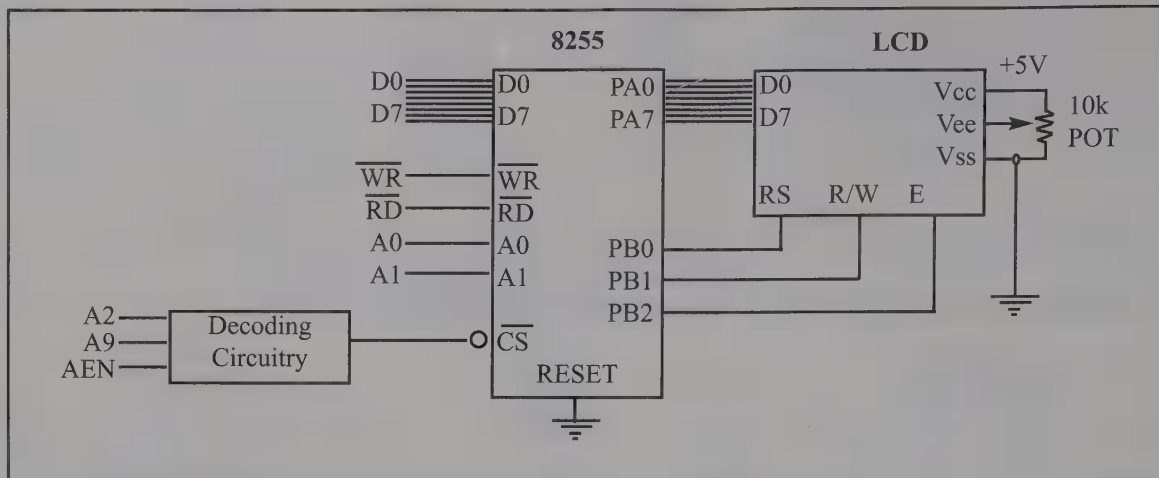 8255
LCD
+5V
D0
D7
D0
D7
PA0
PA7
D0
D7
Vcc
Vee
Vss
10k
POT
WR
RD
A0
A1
WR
RD
A0
A1
RS R/W E
PB0
PB1
PB2
A2
A9
AEN
Decoding
Circuitry
CS
RESET